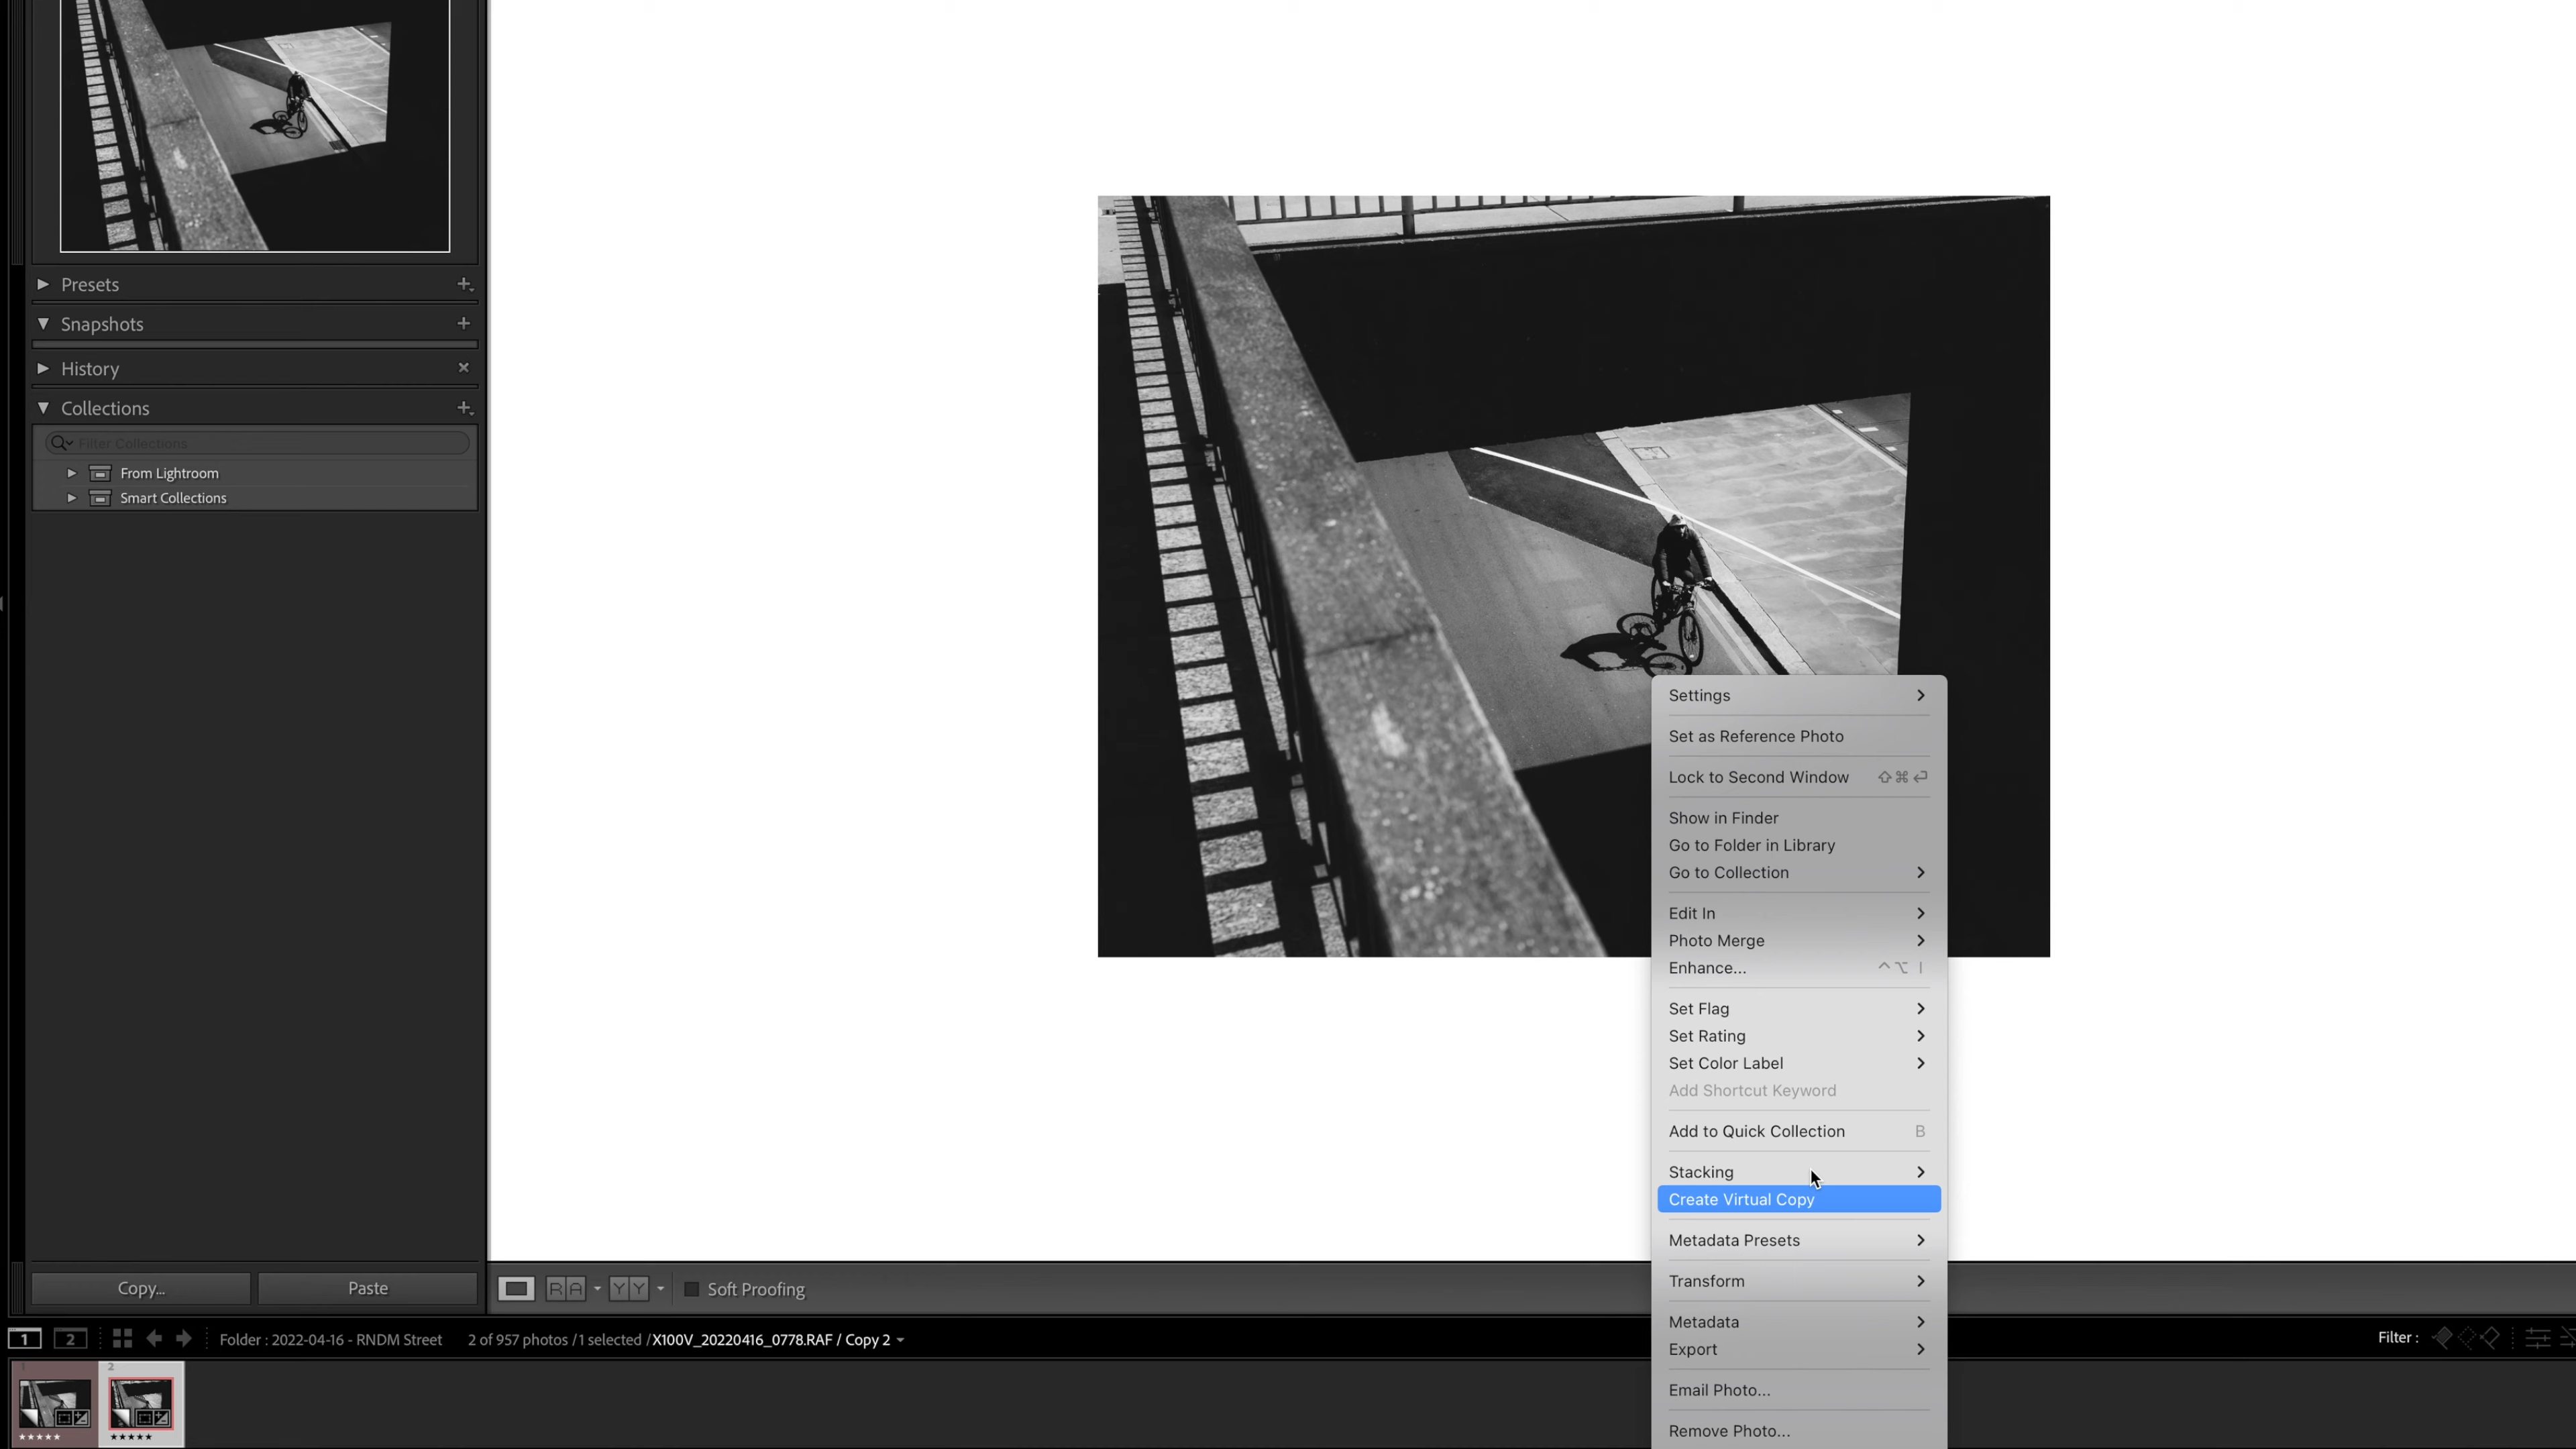 Presets
Snapshots
History
Collections
Filter Collections
From Lightroom
Smart Collections
Copy...
Paste
R A
Y Y
Soft Proofing
Settings
Set as Reference Photo
Lock to Second Window ⇧⌘↩
Show in Finder
Go to Folder in Library
Go to Collection
Edit In
Photo Merge
Enhance... ^⌥ I
Set Flag
Set Rating
Set Color Label
Add Shortcut Keyword
Add to Quick Collection B
Stacking
Create Virtual Copy
Metadata Presets
Transform
Metadata
Export
Email Photo...
Remove Photo...
1 2 Folder : 2022-04-16 - RNDM Street 2 of 957 photos /1 selected /X100V_20220416_0778.RAF / Copy 2 Filter :
1 2